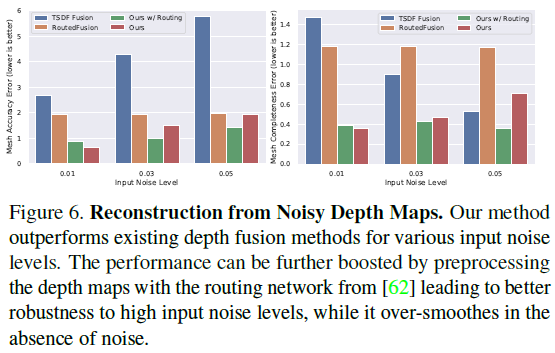 Mesh Accuracy Error (lower is better)
6
5
4
3
2
1
0
TSDF Fusion
RoutedFusion
Ours w/ Routing
Ours
0.01
0.03
0.05
Input Noise Level
Mesh Completeness Error (lower is better)
1.4
1.2
1.0
0.8
0.6
0.4
0.2
0.0
TSDF Fusion
RoutedFusion
Ours w/ Routing
Ours
0.01
0.03
0.05
Input Noise Level
Figure 6. Reconstruction from Noisy Depth Maps. Our method
outperforms existing depth fusion methods for various input noise
levels. The performance can be further boosted by preprocessing
the depth maps with the routing network from [62] leading to better
robustness to high input noise levels, while it over-smoothes in the
absence of noise.